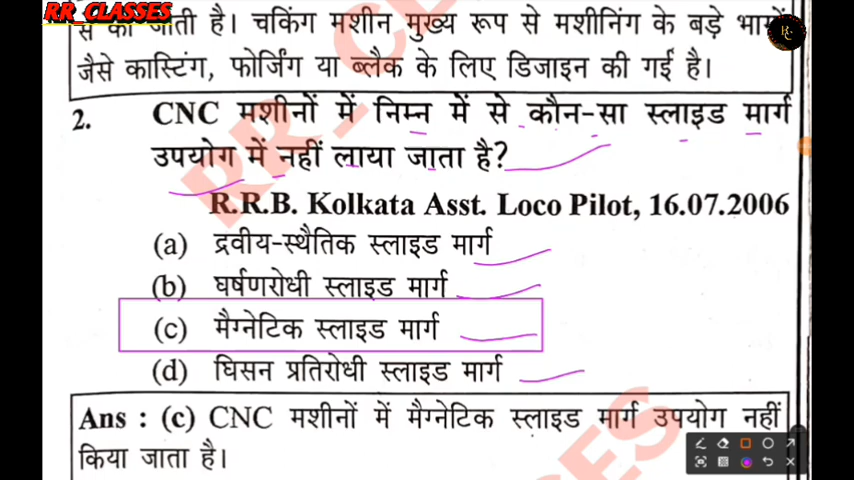 RR_CLASSES
से की जाती है। चकिंग मशीन मुख्य रूप से मशीनिंग के बड़े भागों
जैसे कास्टिंग, फोर्जिंग या ब्लैक के लिए डिजाइन की गई है।
2. CNC मशीनों में निम्न में से कौन-सा स्लाइड मार्ग
उपयोग में नहीं लाया जाता है?
R.R.B. Kolkata Asst. Loco Pilot, 16.07.2006
(a) द्रवीय-स्थैतिक स्लाइड मार्ग
(b) घर्षणरोधी स्लाइड मार्ग
(c) मैग्नेटिक स्लाइड मार्ग
(d) घिसन प्रतिरोधी स्लाइड मार्ग
Ans : (c) CNC मशीनों में मैग्नेटिक स्लाइड मार्ग उपयोग नहीं
किया जाता है।